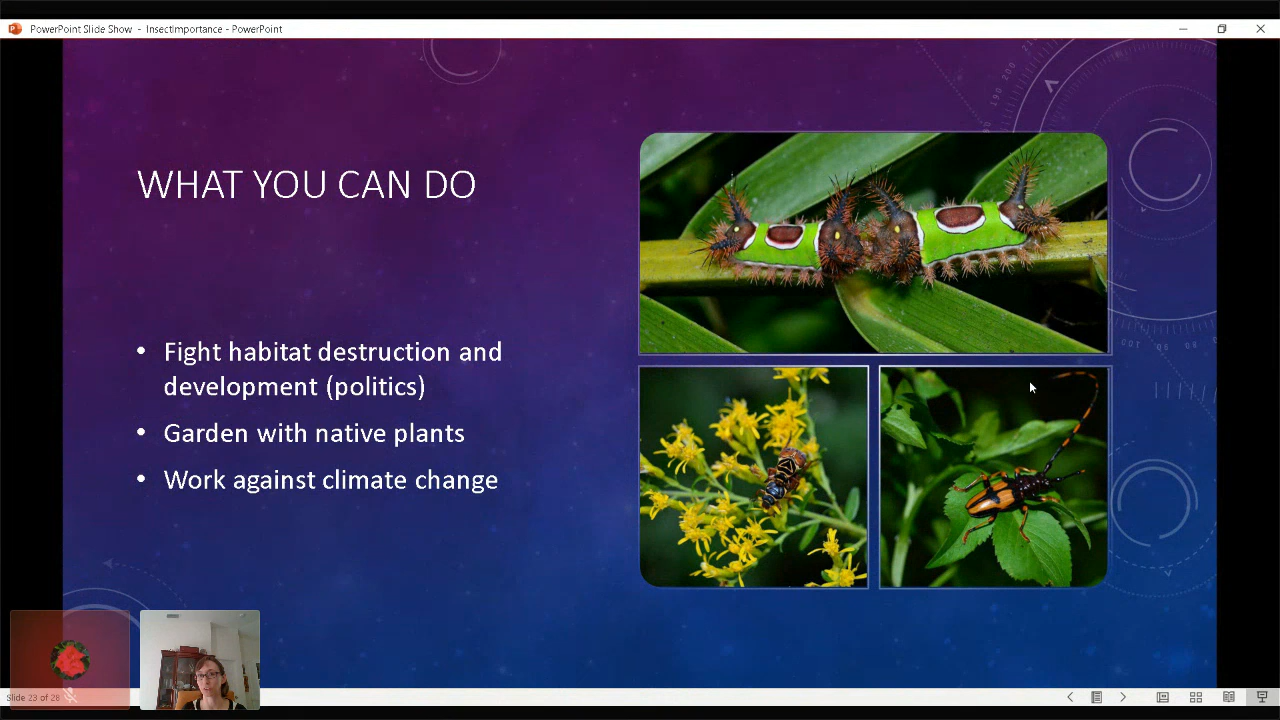 PowerPoint Slide Show - InsectImportance - PowerPoint
WHAT YOU CAN DO
• Fight habitat destruction and
development (politics)
• Garden with native plants
• Work against climate change
Slide 23 of 28